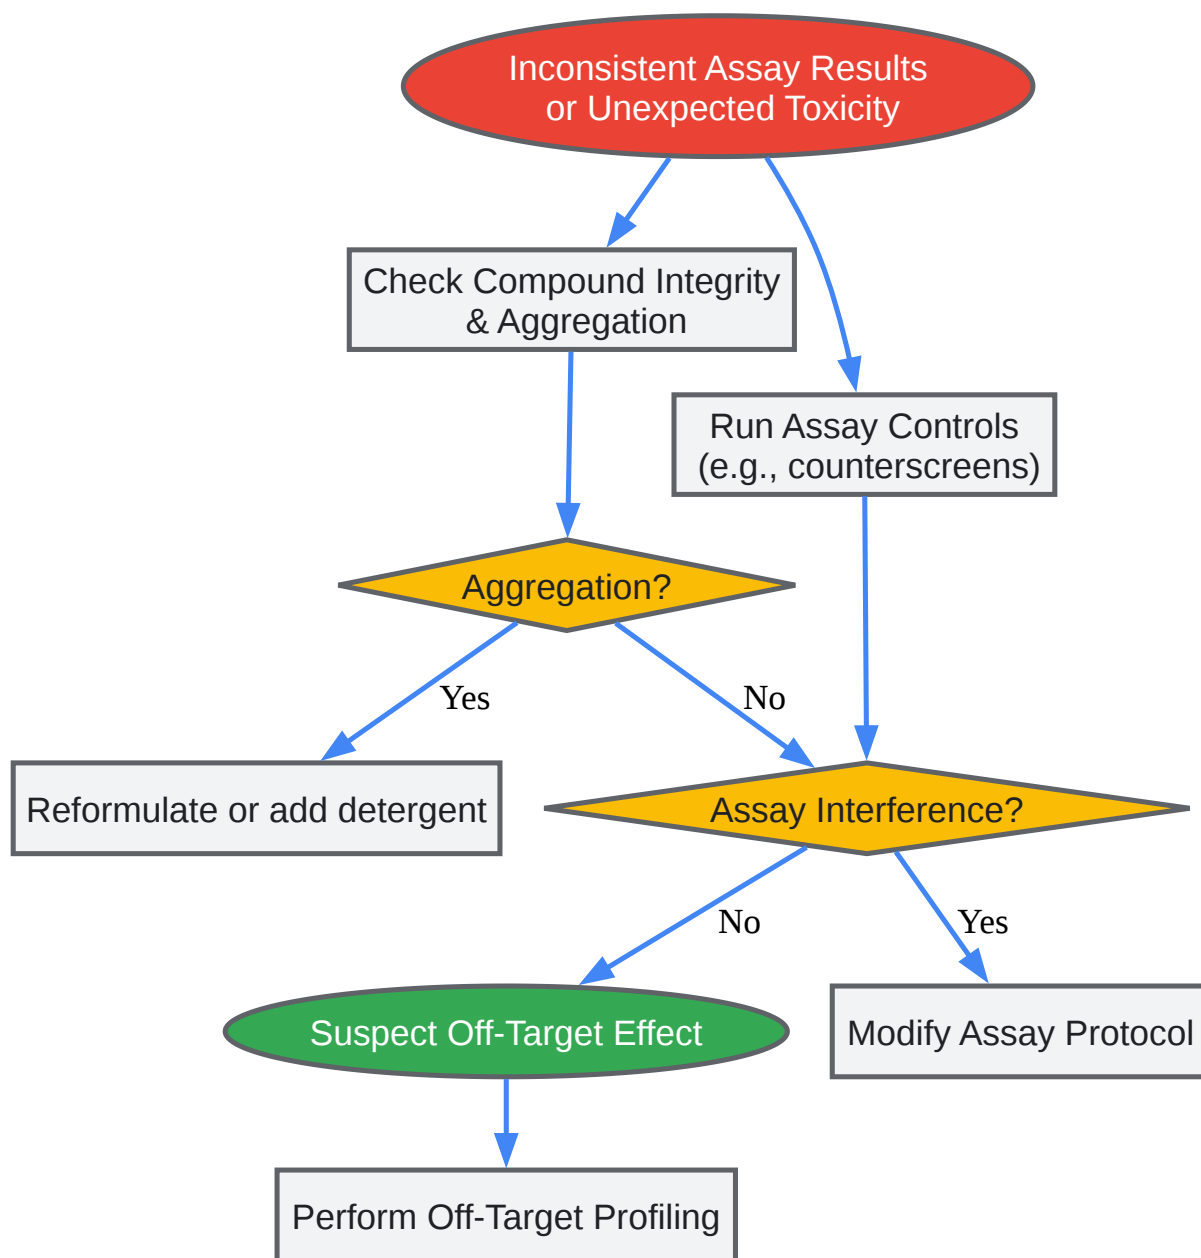 Inconsistent Assay Results
or Unexpected Toxicity
Check Compound Integrity
& Aggregation
Run Assay Controls
(e.g., counterscreens)
Aggregation?
Yes
No
Reformulate or add detergent
Assay Interference?
No
Yes
Suspect Off-Target Effect
Modify Assay Protocol
Perform Off-Target Profiling